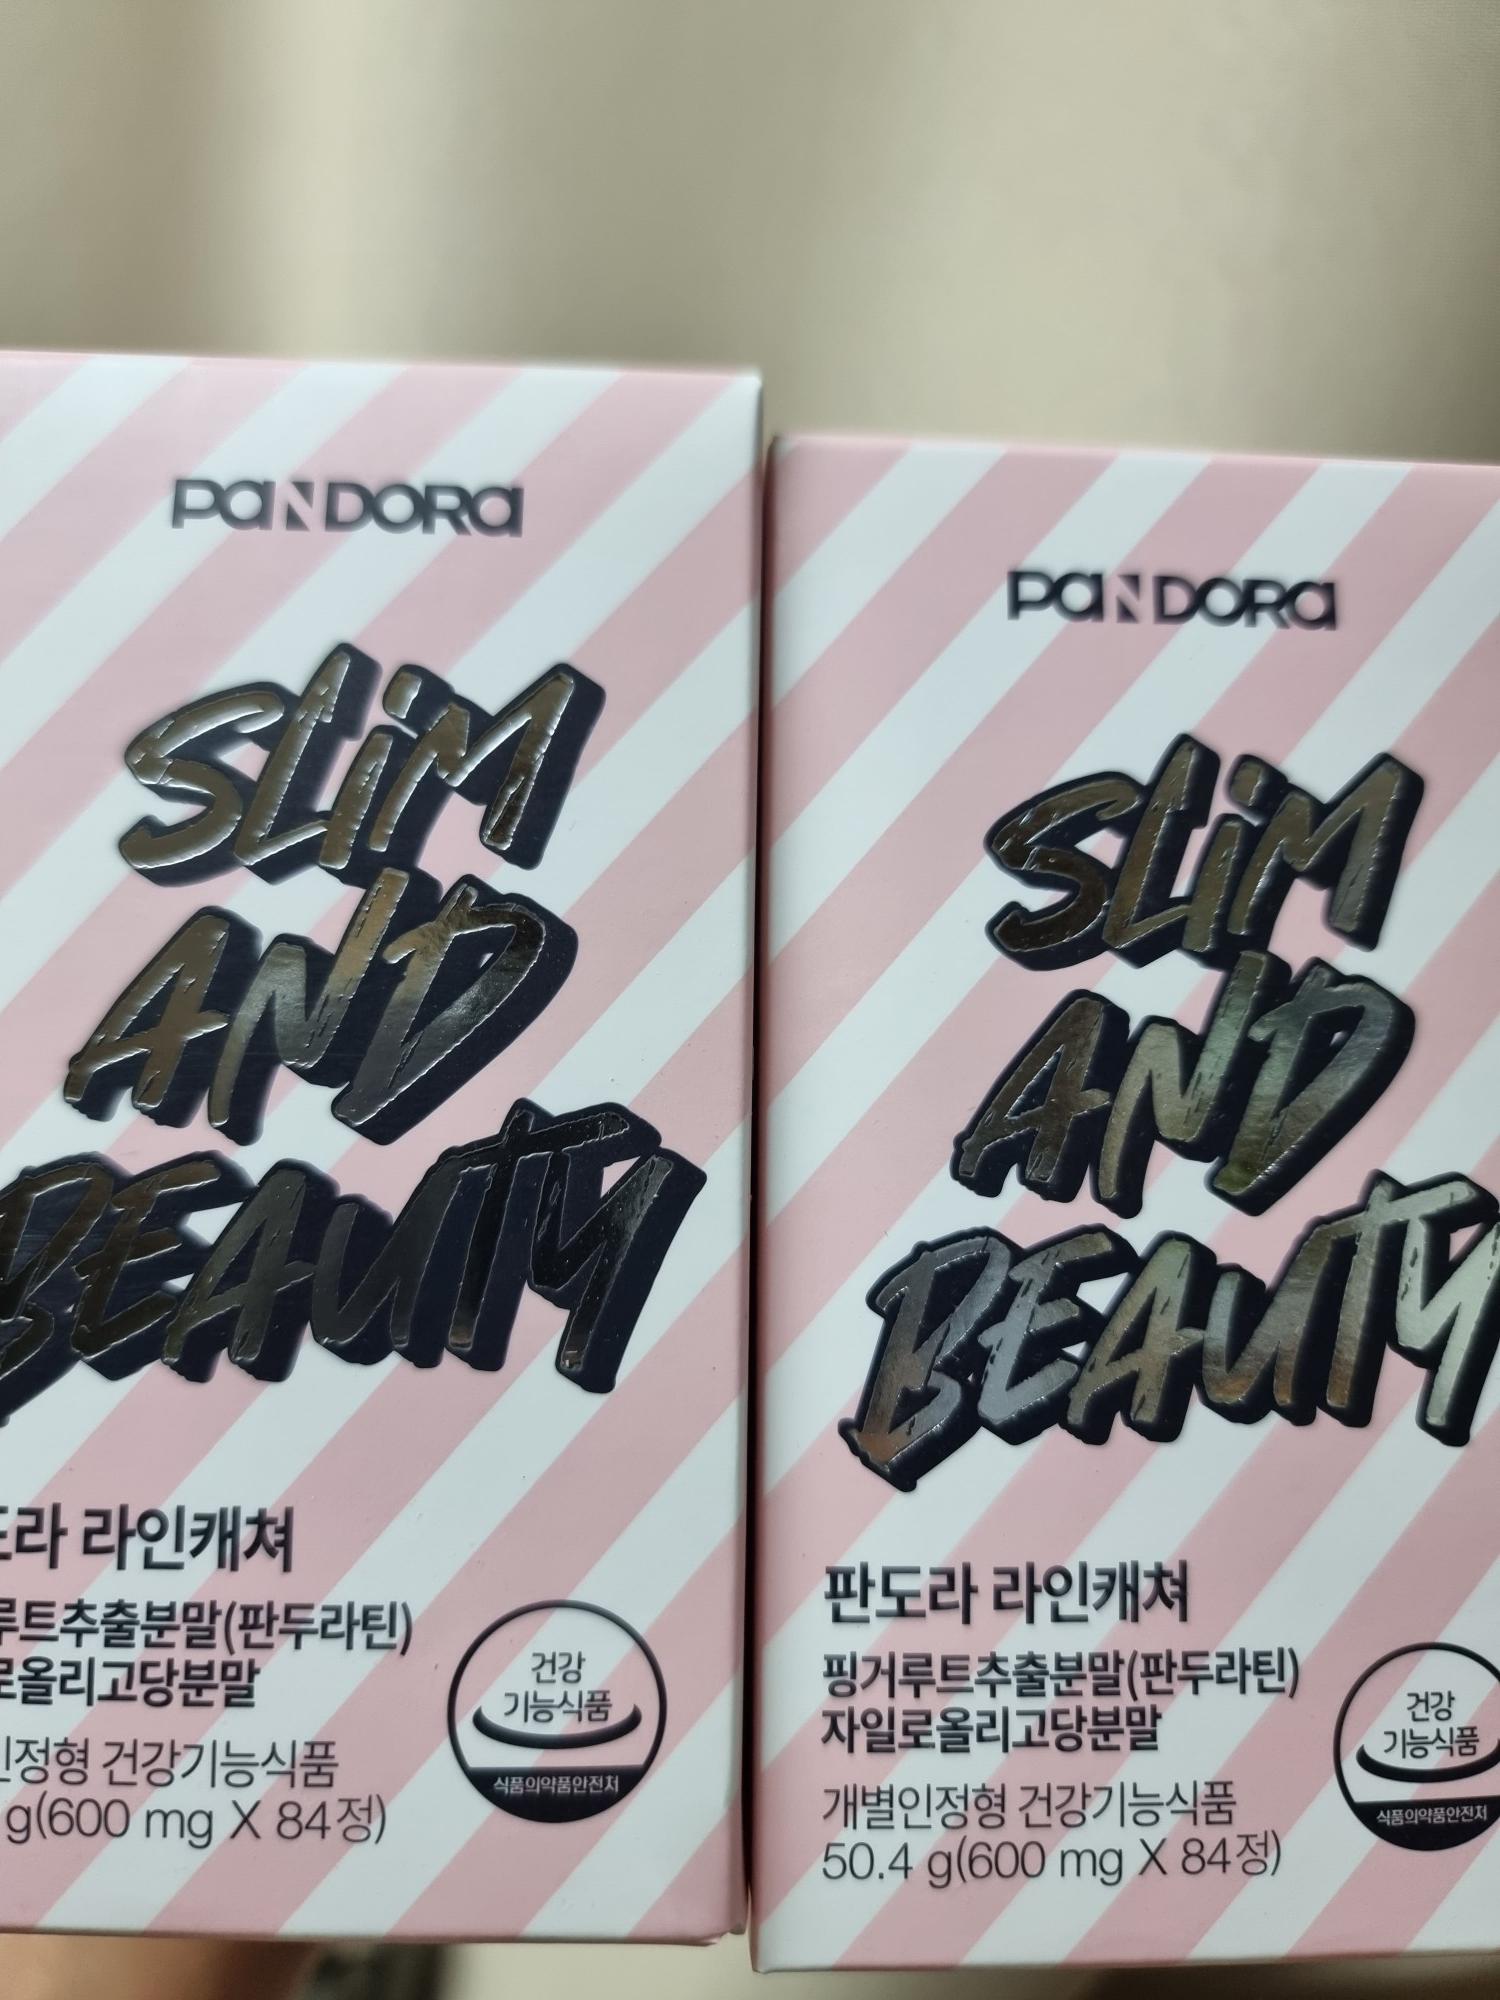 PANDORA
SLIM
AND
BEAUTY
라 라인캐쳐
루트추출분말(판두라틴)
로올리고당분말
인정형 건강기능식품
g(600 mg X 84정)
건강
기능식품
식품의약품안전처
PANDORA
SLIM
AND
BEAUTY
판도라 라인캐쳐
핑거루트추출분말(판두라틴)
자일로올리고당분말
개별인정형 건강기능식품
50.4 g(600 mg X 84정)
건강
기능식품
식품의약품안전처